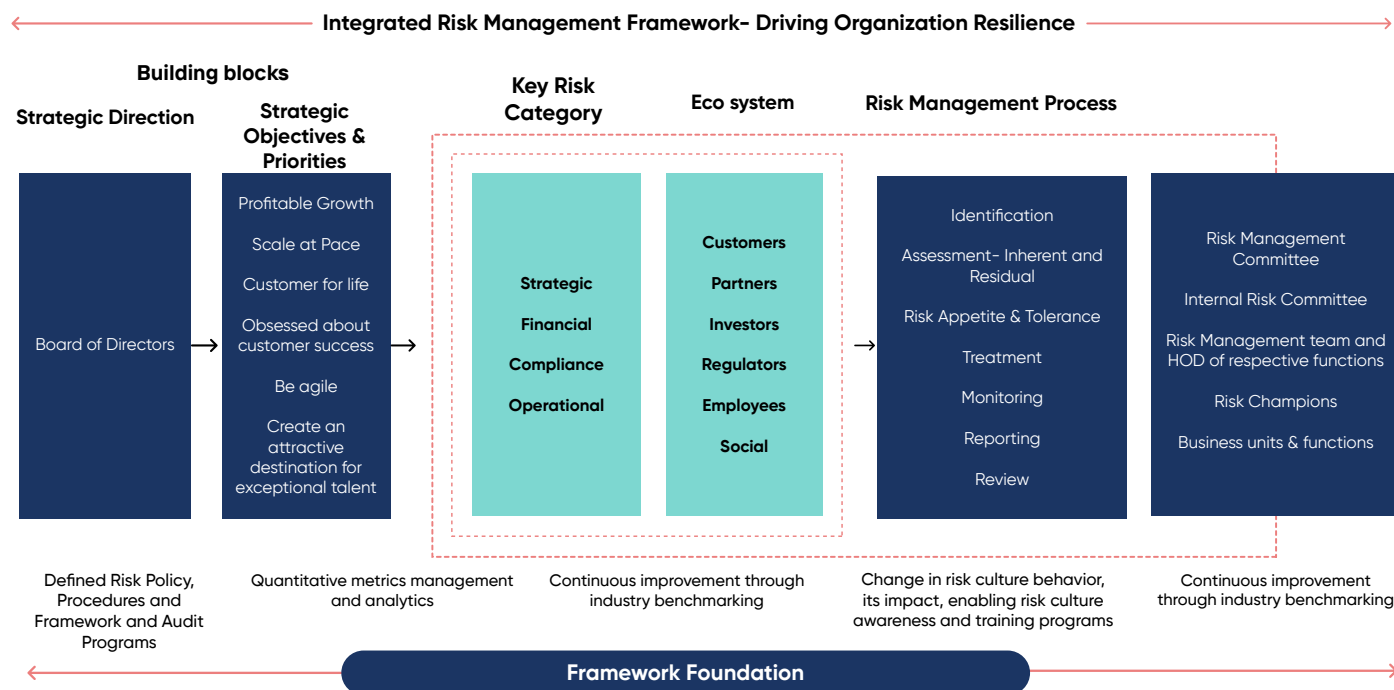 Integrated Risk Management Framework- Driving Organization Resilience
Building blocks
Strategic Direction
Strategic
Objectives &
Priorities
Key Risk
Category
Eco system
Risk Management Process
Board of Directors
Profitable Growth
Scale at Pace
Customer for life
Obsessed about
customer success
Be agile
Create an
attractive
destination for
exceptional talent
Strategic
Financial
Compliance
Operational
Customers
Partners
Investors
Regulators
Employees
Social
Identification
Assessment- Inherent and
Residual
Risk Appetite & Tolerance
Treatment
Monitoring
Reporting
Review
Risk Management
Committee
Internal Risk Committee
Risk Management team and
HOD of respective functions
Risk Champions
Business units & functions
Defined Risk Policy,
Procedures and
Framework and Audit
Programs
Quantitative metrics management
and analytics
Continuous improvement through
industry benchmarking
Change in risk culture behavior,
its impact, enabling risk culture
awareness and training programs
Continuous improvement
through industry benchmarking
Framework Foundation